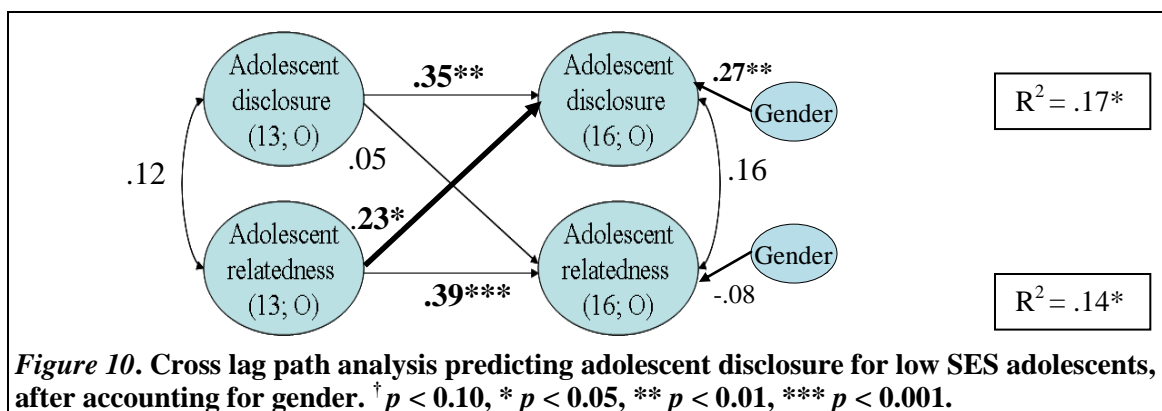 Adolescent
disclosure
(13; O)
.35**
Adolescent
disclosure
(16; O)
.27**
Gender
R² = .17*
.12
.05
.16
.23*
Adolescent
relatedness
(13; O)
.39***
Adolescent
relatedness
(16; O)
Gender
-.08
R² = .14*
Figure 10. Cross lag path analysis predicting adolescent disclosure for low SES adolescents,
after accounting for gender. † p < 0.10, * p < 0.05, ** p < 0.01, *** p < 0.001.